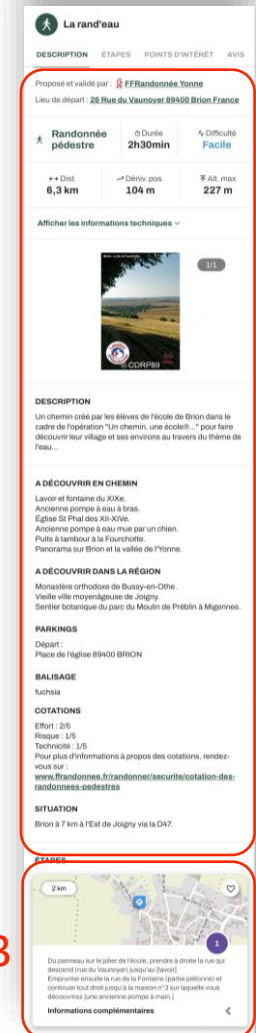 La rand'eau
DESCRIPTION ÉTAPES POINTS D'INTÉRÊT AVIS
Proposé et validé par : FFRandonnée Yonne
Lieu de départ : 26 Rue du Vaunoyer 89400 Brion France
Randonnée pédestre
Durée
2h30min
Difficulté
Facile
Dist.
6,3 km
Déniv. pos.
104 m
Alt. max
227 m
Afficher les informations techniques
1/1
CDRP89
DESCRIPTION
Un chemin créé par les élèves de l'école de Brion dans le
cadre de l'opération "Un chemin, une école®..." pour faire
découvrir leur village et ses environs au travers du thème de
l'eau...
A DÉCOUVRIR EN CHEMIN
Lavoir et fontaine du XIXe.
Ancienne pompe à eau à bras.
Église St Phal des XII-XIVe.
Ancienne pompe à eau mue par un chien.
Puits à tambour à la Fourchotte.
Panorama sur Brion et la vallée de l'Yonne.
A DÉCOUVRIR DANS LA RÉGION
Monastère orthodoxe de Bussy-en-Othe.
Vieille ville moyenâgeuse de Joigny.
Sentier botanique du parc du Moulin de Préblin à Migennes.
PARKINGS
Départ :
Place de l'église 89400 BRION
BALISAGE
fuchsia
COTATIONS
Effort : 2/5
Risque : 1/5
Technicité : 1/5
Pour plus d'informations à propos des cotations, rendez-
vous sur :
www.ffrandonnee.fr/randonner/securite/cotation-des-
randonnees-pedestres
SITUATION
Brion à 7 km à l'Est de Joigny via la D47.
ÉTAPES
2 km
1
3
Du panneau sur le pilier de l'école, prendre à droite la rue qui
descend (rue du Vaunoyer) jusqu'au [lavoir].
Emprunter ensuite la rue de la Fontaine (partie piétonne) et
continuer tout droit jusqu'à la maison n°3 sur laquelle vous
découvrirez [une ancienne pompe à main.]
Informations complémentaires